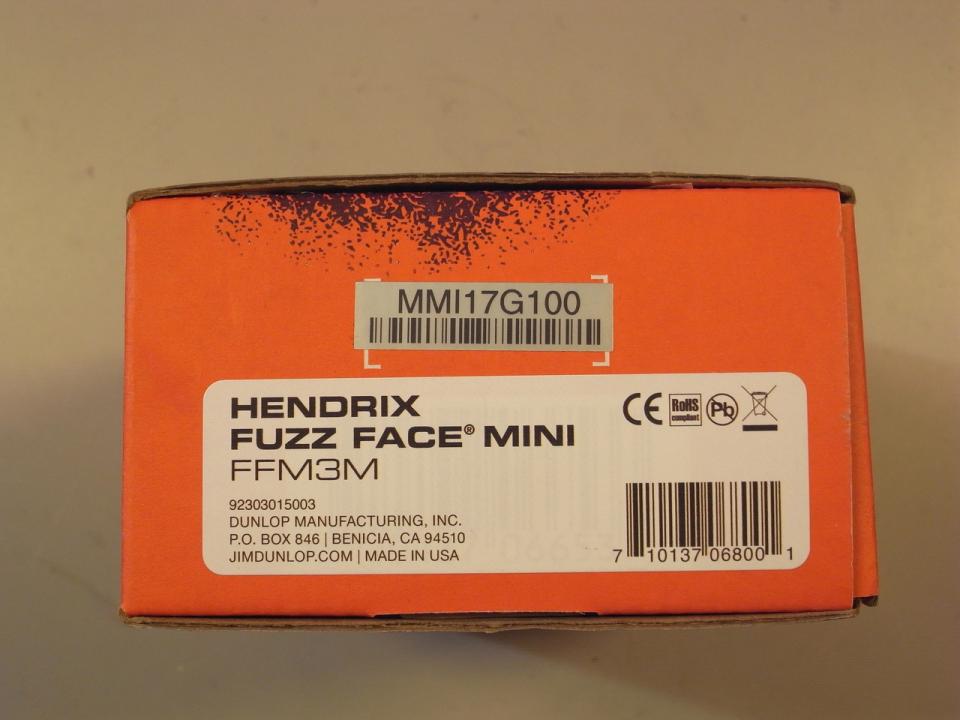 MMI17G100
HENDRIX
FUZZ FACE® MINI
FFM3M
CE RoHS compliant Pb
92303015003
DUNLOP MANUFACTURING, INC.
P.O. BOX 846 | BENICIA, CA 94510
JIMDUNLOP.COM | MADE IN USA
7 10137 06800 1